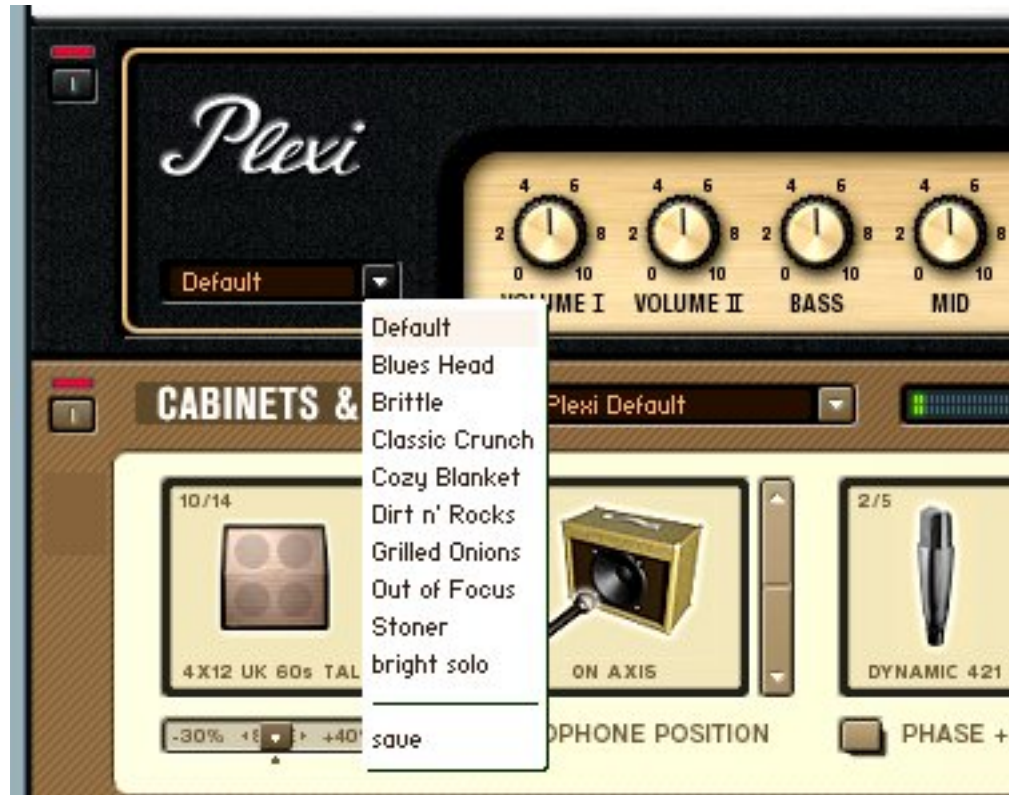 Plexi
Default
4 6 4 6 4 6 4 6
2 8 2 8 2 8 2 8
0 10 0 10 0 10 0 10
VOLUME II BASS MID
Default
Blues Head
Brittle
Classic Crunch
Cozy Blanket
Dirt n' Rocks
Grilled Onions
Out of Focus
Stoner
bright solo
save
CABINETS &
Plexi Default
10/14
2/5
4X12 UK 60s TAL
ON AXIS
DYNAMIC 421
-30%
POSITION
PHASE +